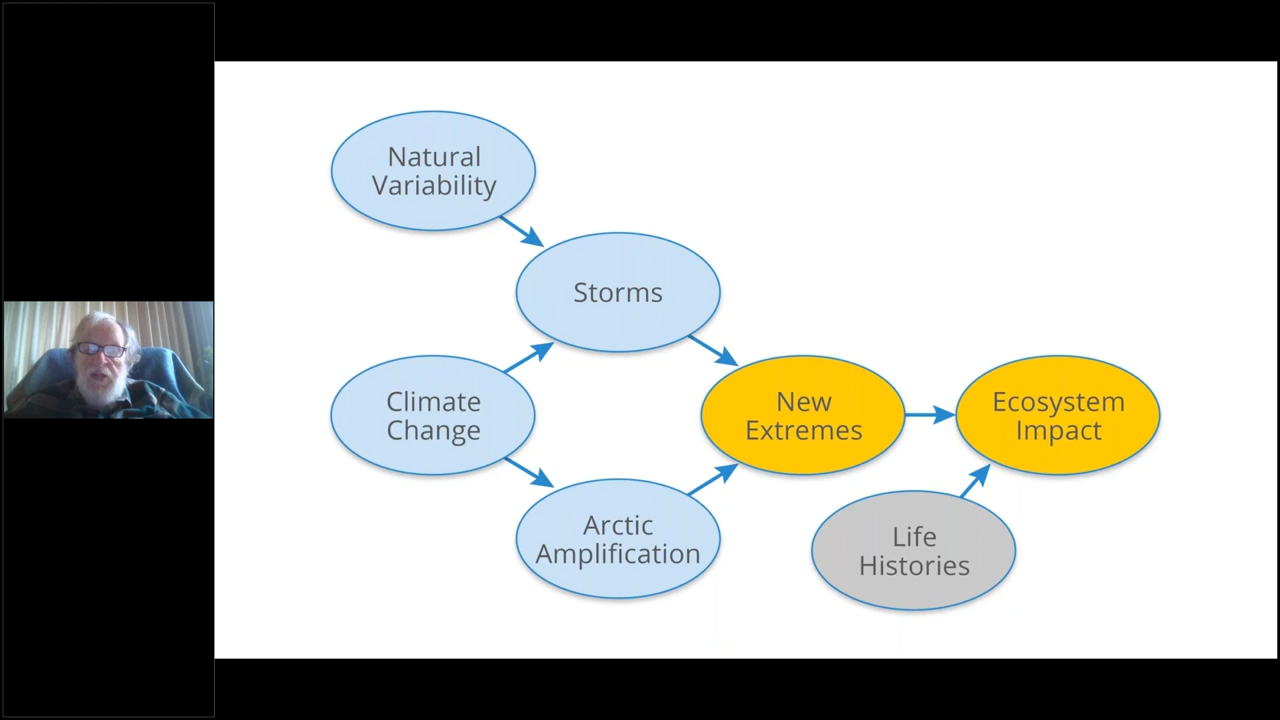 Natural
Variability
Storms
Climate
Change
New
Extremes
Ecosystem
Impact
Arctic
Amplification
Life
Histories